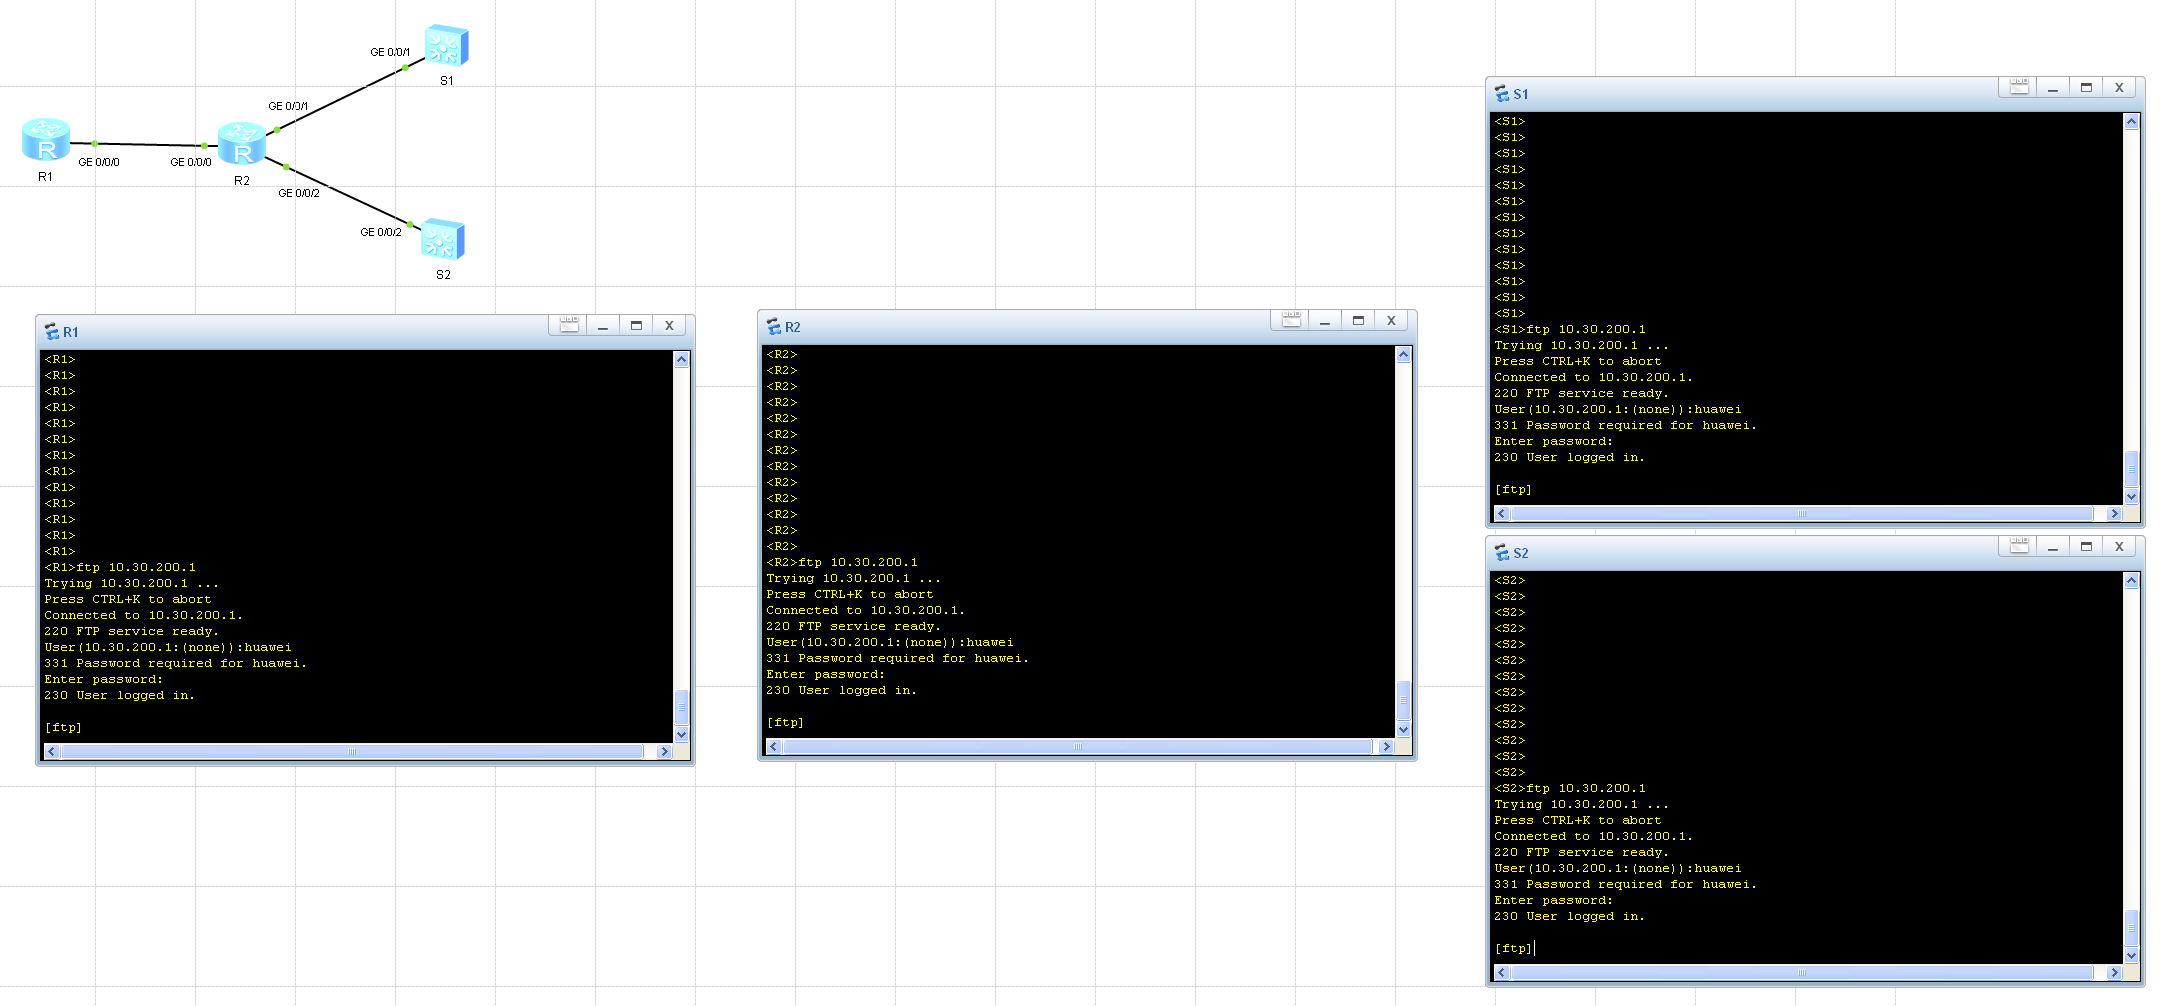 GE 0/0/1
S1
GE 0/0/1
R
R1
GE 0/0/0
GE 0/0/0
R
R2
GE 0/0/2
GE 0/0/2
S2
R1
<R1>
<R1>
<R1>
<R1>
<R1>
<R1>
<R1>
<R1>
<R1>
<R1>
<R1>
<R1>
<R1>
<R1>ftp 10.30.200.1
Trying 10.30.200.1 ...
Press CTRL+K to abort
Connected to 10.30.200.1.
220 FTP service ready.
User(10.30.200.1:(none)):huawei
331 Password required for huawei.
Enter password:
230 User logged in.
[ftp]
R2
<R2>
<R2>
<R2>
<R2>
<R2>
<R2>
<R2>
<R2>
<R2>
<R2>
<R2>
<R2>
<R2>
<R2>ftp 10.30.200.1
Trying 10.30.200.1 ...
Press CTRL+K to abort
Connected to 10.30.200.1.
220 FTP service ready.
User(10.30.200.1:(none)):huawei
331 Password required for huawei.
Enter password:
230 User logged in.
[ftp]
S1
<S1>
<S1>
<S1>
<S1>
<S1>
<S1>
<S1>
<S1>
<S1>
<S1>
<S1>
<S1>
<S1>
<S1>ftp 10.30.200.1
Trying 10.30.200.1 ...
Press CTRL+K to abort
Connected to 10.30.200.1.
220 FTP service ready.
User(10.30.200.1:(none)):huawei
331 Password required for huawei.
Enter password:
230 User logged in.
[ftp]
S2
<S2>
<S2>
<S2>
<S2>
<S2>
<S2>
<S2>
<S2>
<S2>
<S2>
<S2>
<S2>
<S2>
<S2>ftp 10.30.200.1
Trying 10.30.200.1 ...
Press CTRL+K to abort
Connected to 10.30.200.1.
220 FTP service ready.
User(10.30.200.1:(none)):huawei
331 Password required for huawei.
Enter password:
230 User logged in.
[ftp]